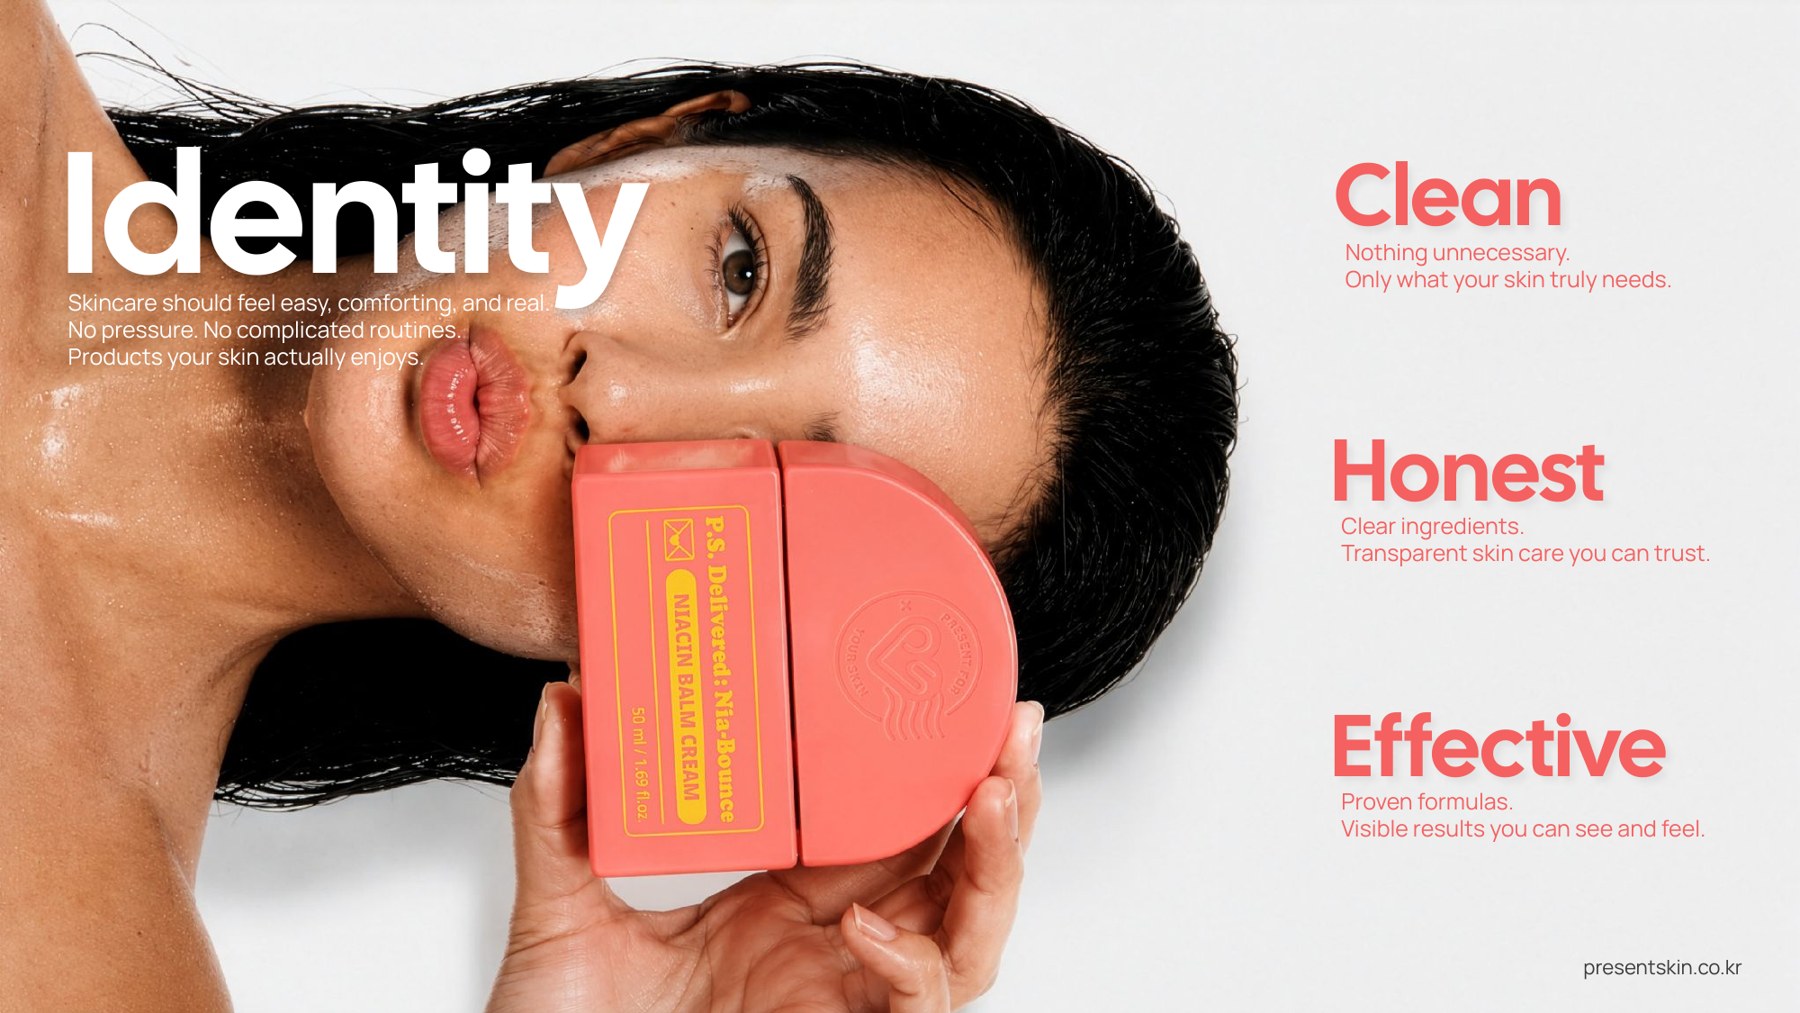 Identity
Skincare should feel easy, comforting, and real.
No pressure. No complicated routines.
Products your skin actually enjoys.
Clean
Nothing unnecessary.
Only what your skin truly needs.
Honest
Clear ingredients.
Transparent skin care you can trust.
Effective
Proven formulas.
Visible results you can see and feel.
P.S. Delivered: Nia-Bounce
NIACIN BALM CREAM
50 ml / 1.69 fl.oz.
PRESENT FOR
YOUR SKIN
presentskin.co.kr